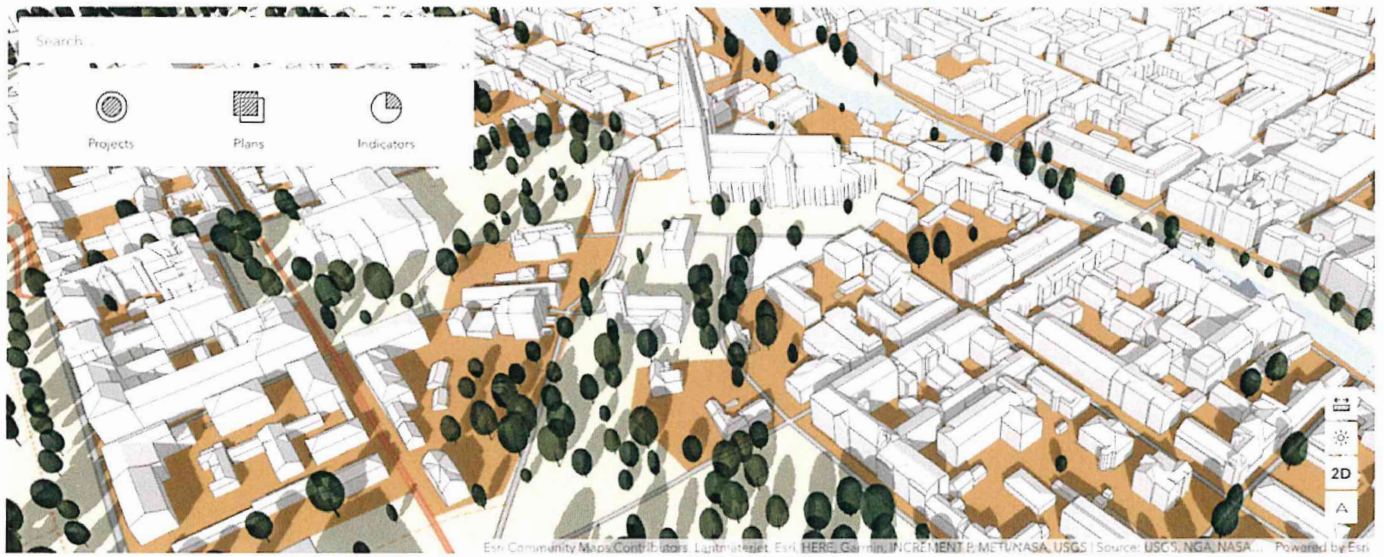 Search...
Projects
Plans
Indicators
2D
Esri Community Maps Contributors, Lantmäteriet, Esri, HERE, Garmin, INCREMENT P, METI/NASA, USGS | Source: USGS, NGA, NASA... Powered by Esri